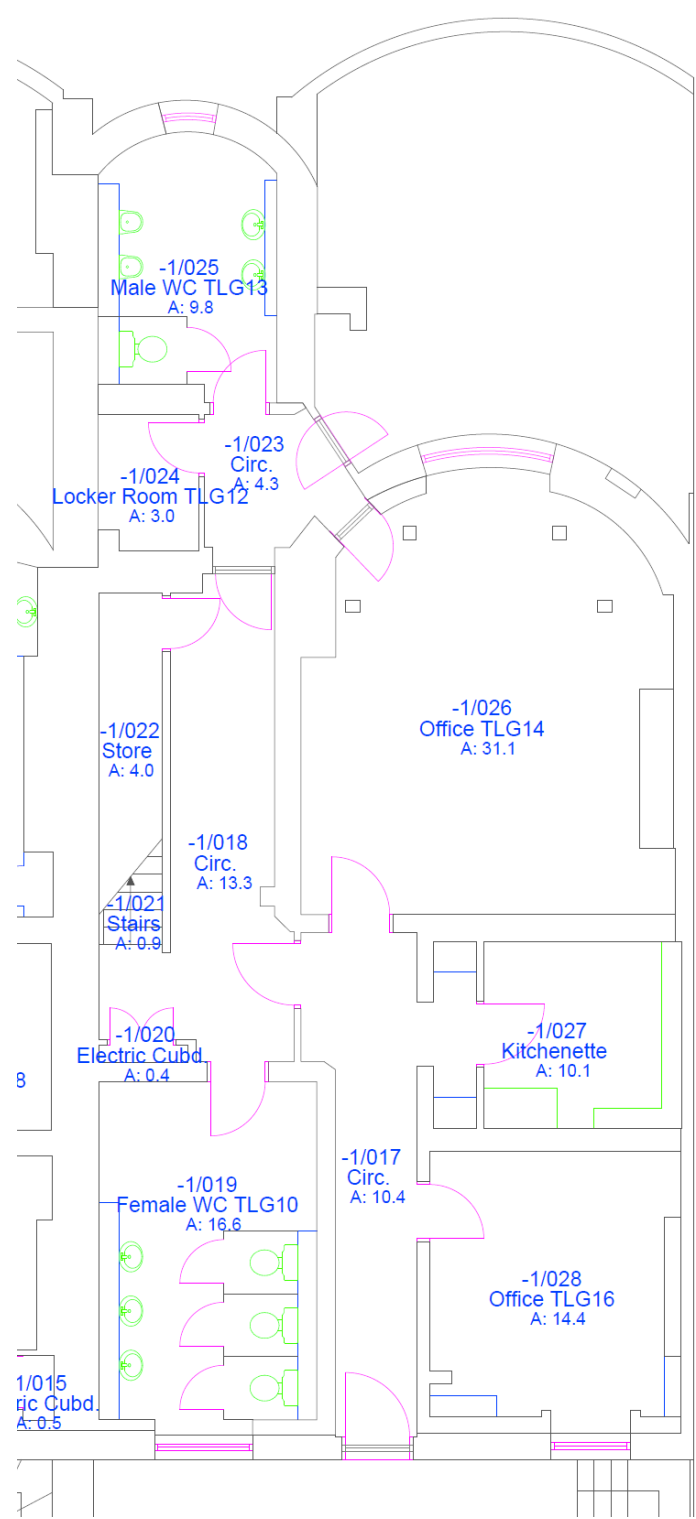 -1/025
Male WC TLG13
A: 9.8
-1/023
Circ.
A: 4.3
-1/024
Locker Room TLG12
A: 3.0
-1/026
Office TLG14
A: 31.1
-1/022
Store
A: 4.0
-1/018
Circ.
A: 13.3
-1/021
Stairs
A: 0.9
-1/020
Electric Cubd.
A: 0.4
-1/027
Kitchenette
A: 10.1
8
-1/017
Circ.
A: 10.4
-1/019
Female WC TLG10
A: 16.6
-1/028
Office TLG16
A: 14.4
1/015
ric Cubd.
A: 0.5